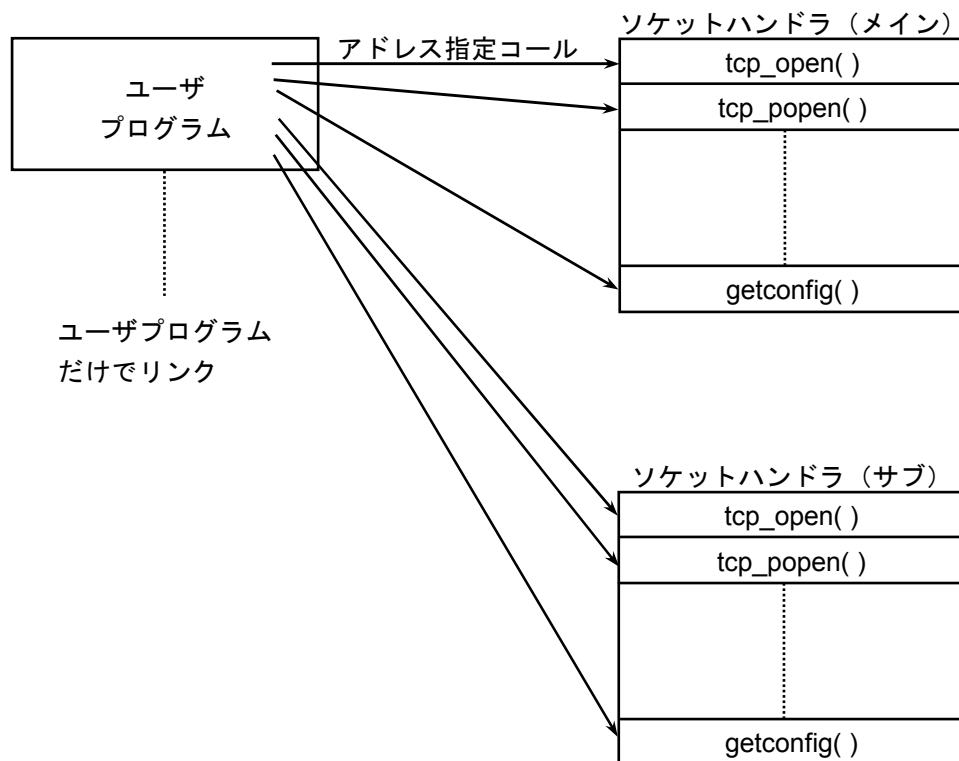 ソケットハンドラ（メイン）
アドレス指定コール
tcp_open( )
ユーザ
プログラム
tcp_popen( )
getconfig( )
ユーザプログラム
だけでリンク
ソケットハンドラ（サブ）
tcp_open( )
tcp_popen( )
getconfig( )